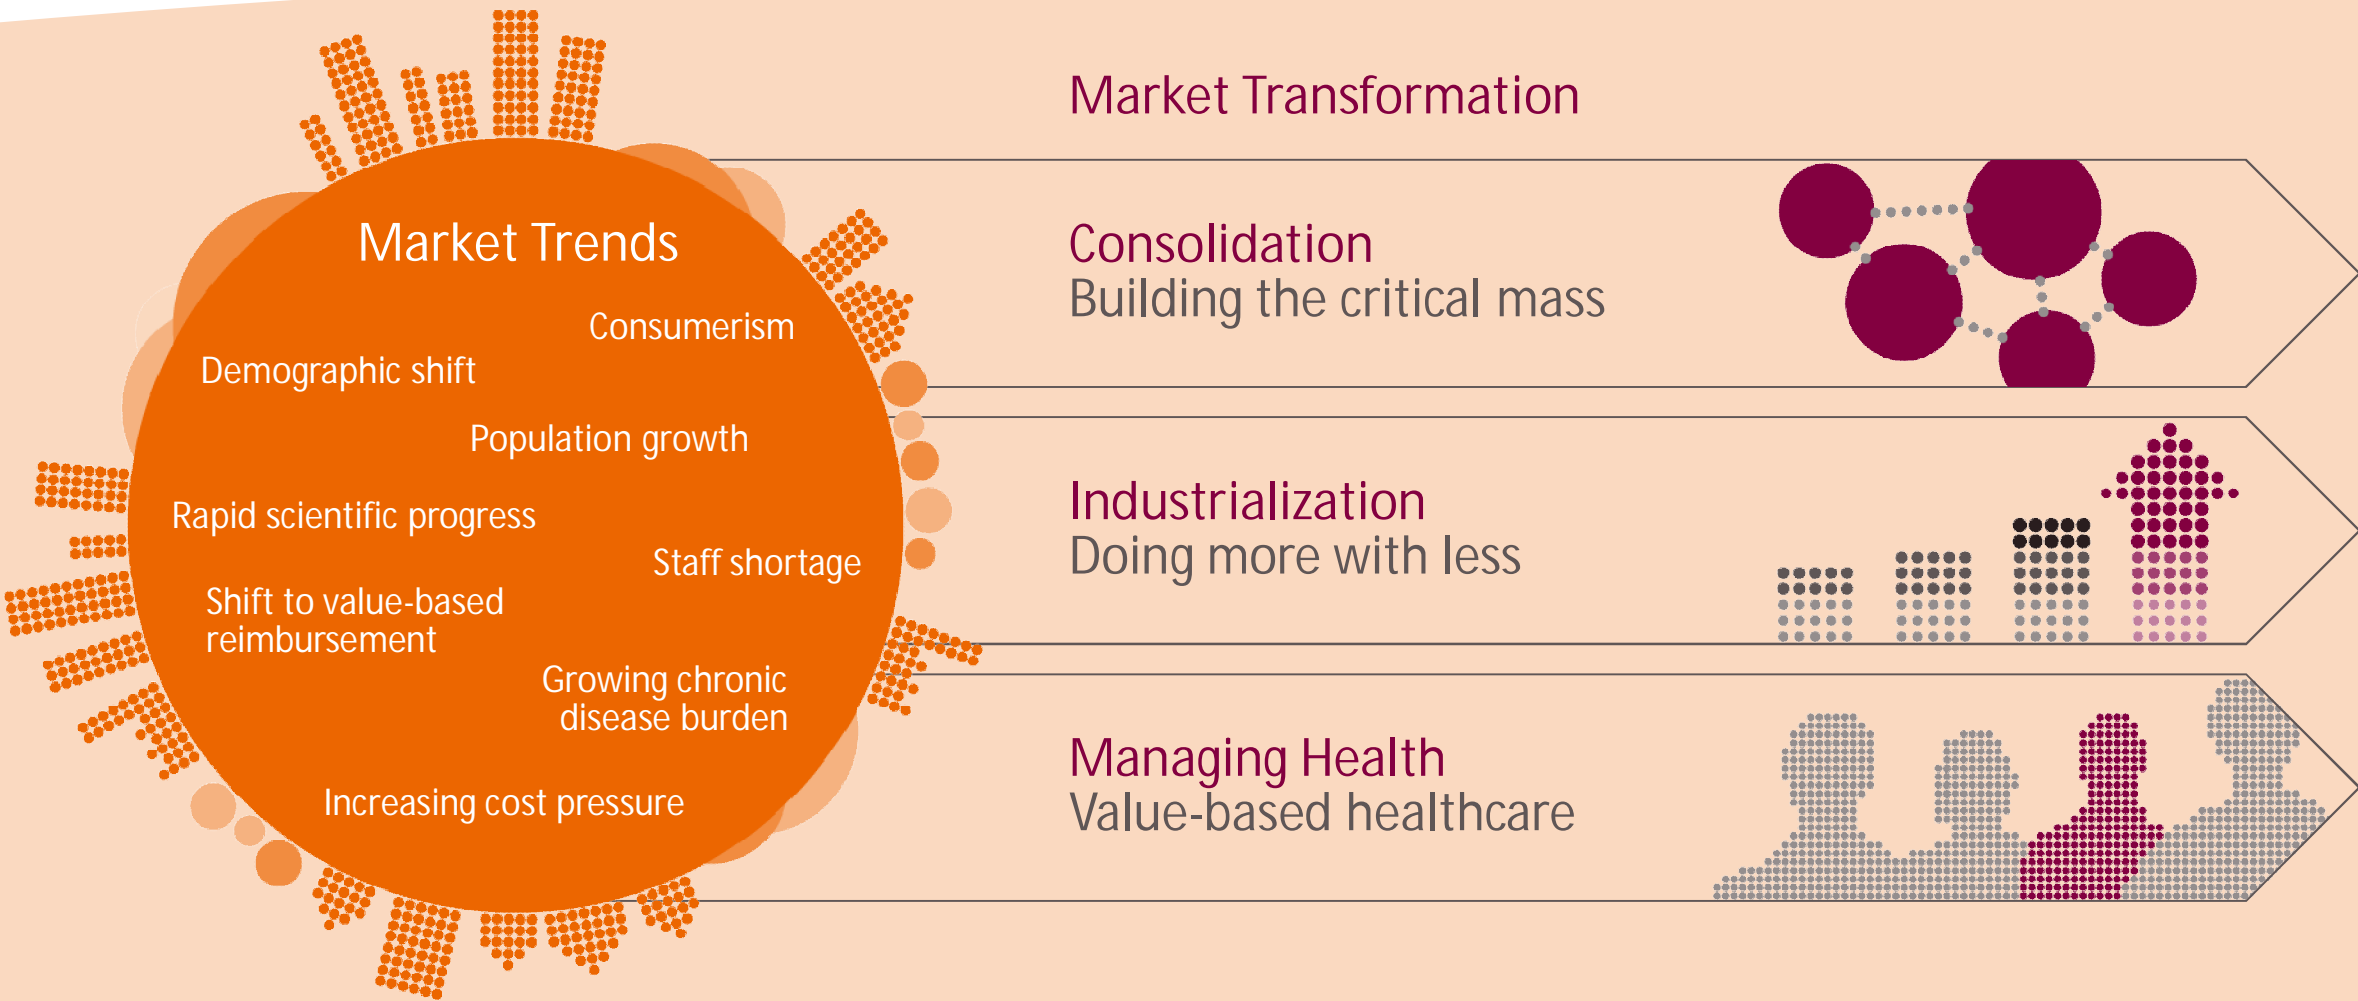 Market Trends
Consumerism
Demographic shift
Population growth
Rapid scientific progress
Staff shortage
Shift to value-based
reimbursement
Growing chronic
disease burden
Increasing cost pressure
Market Transformation
Consolidation
Building the critical mass
Industrialization
Doing more with less
Managing Health
Value-based healthcare